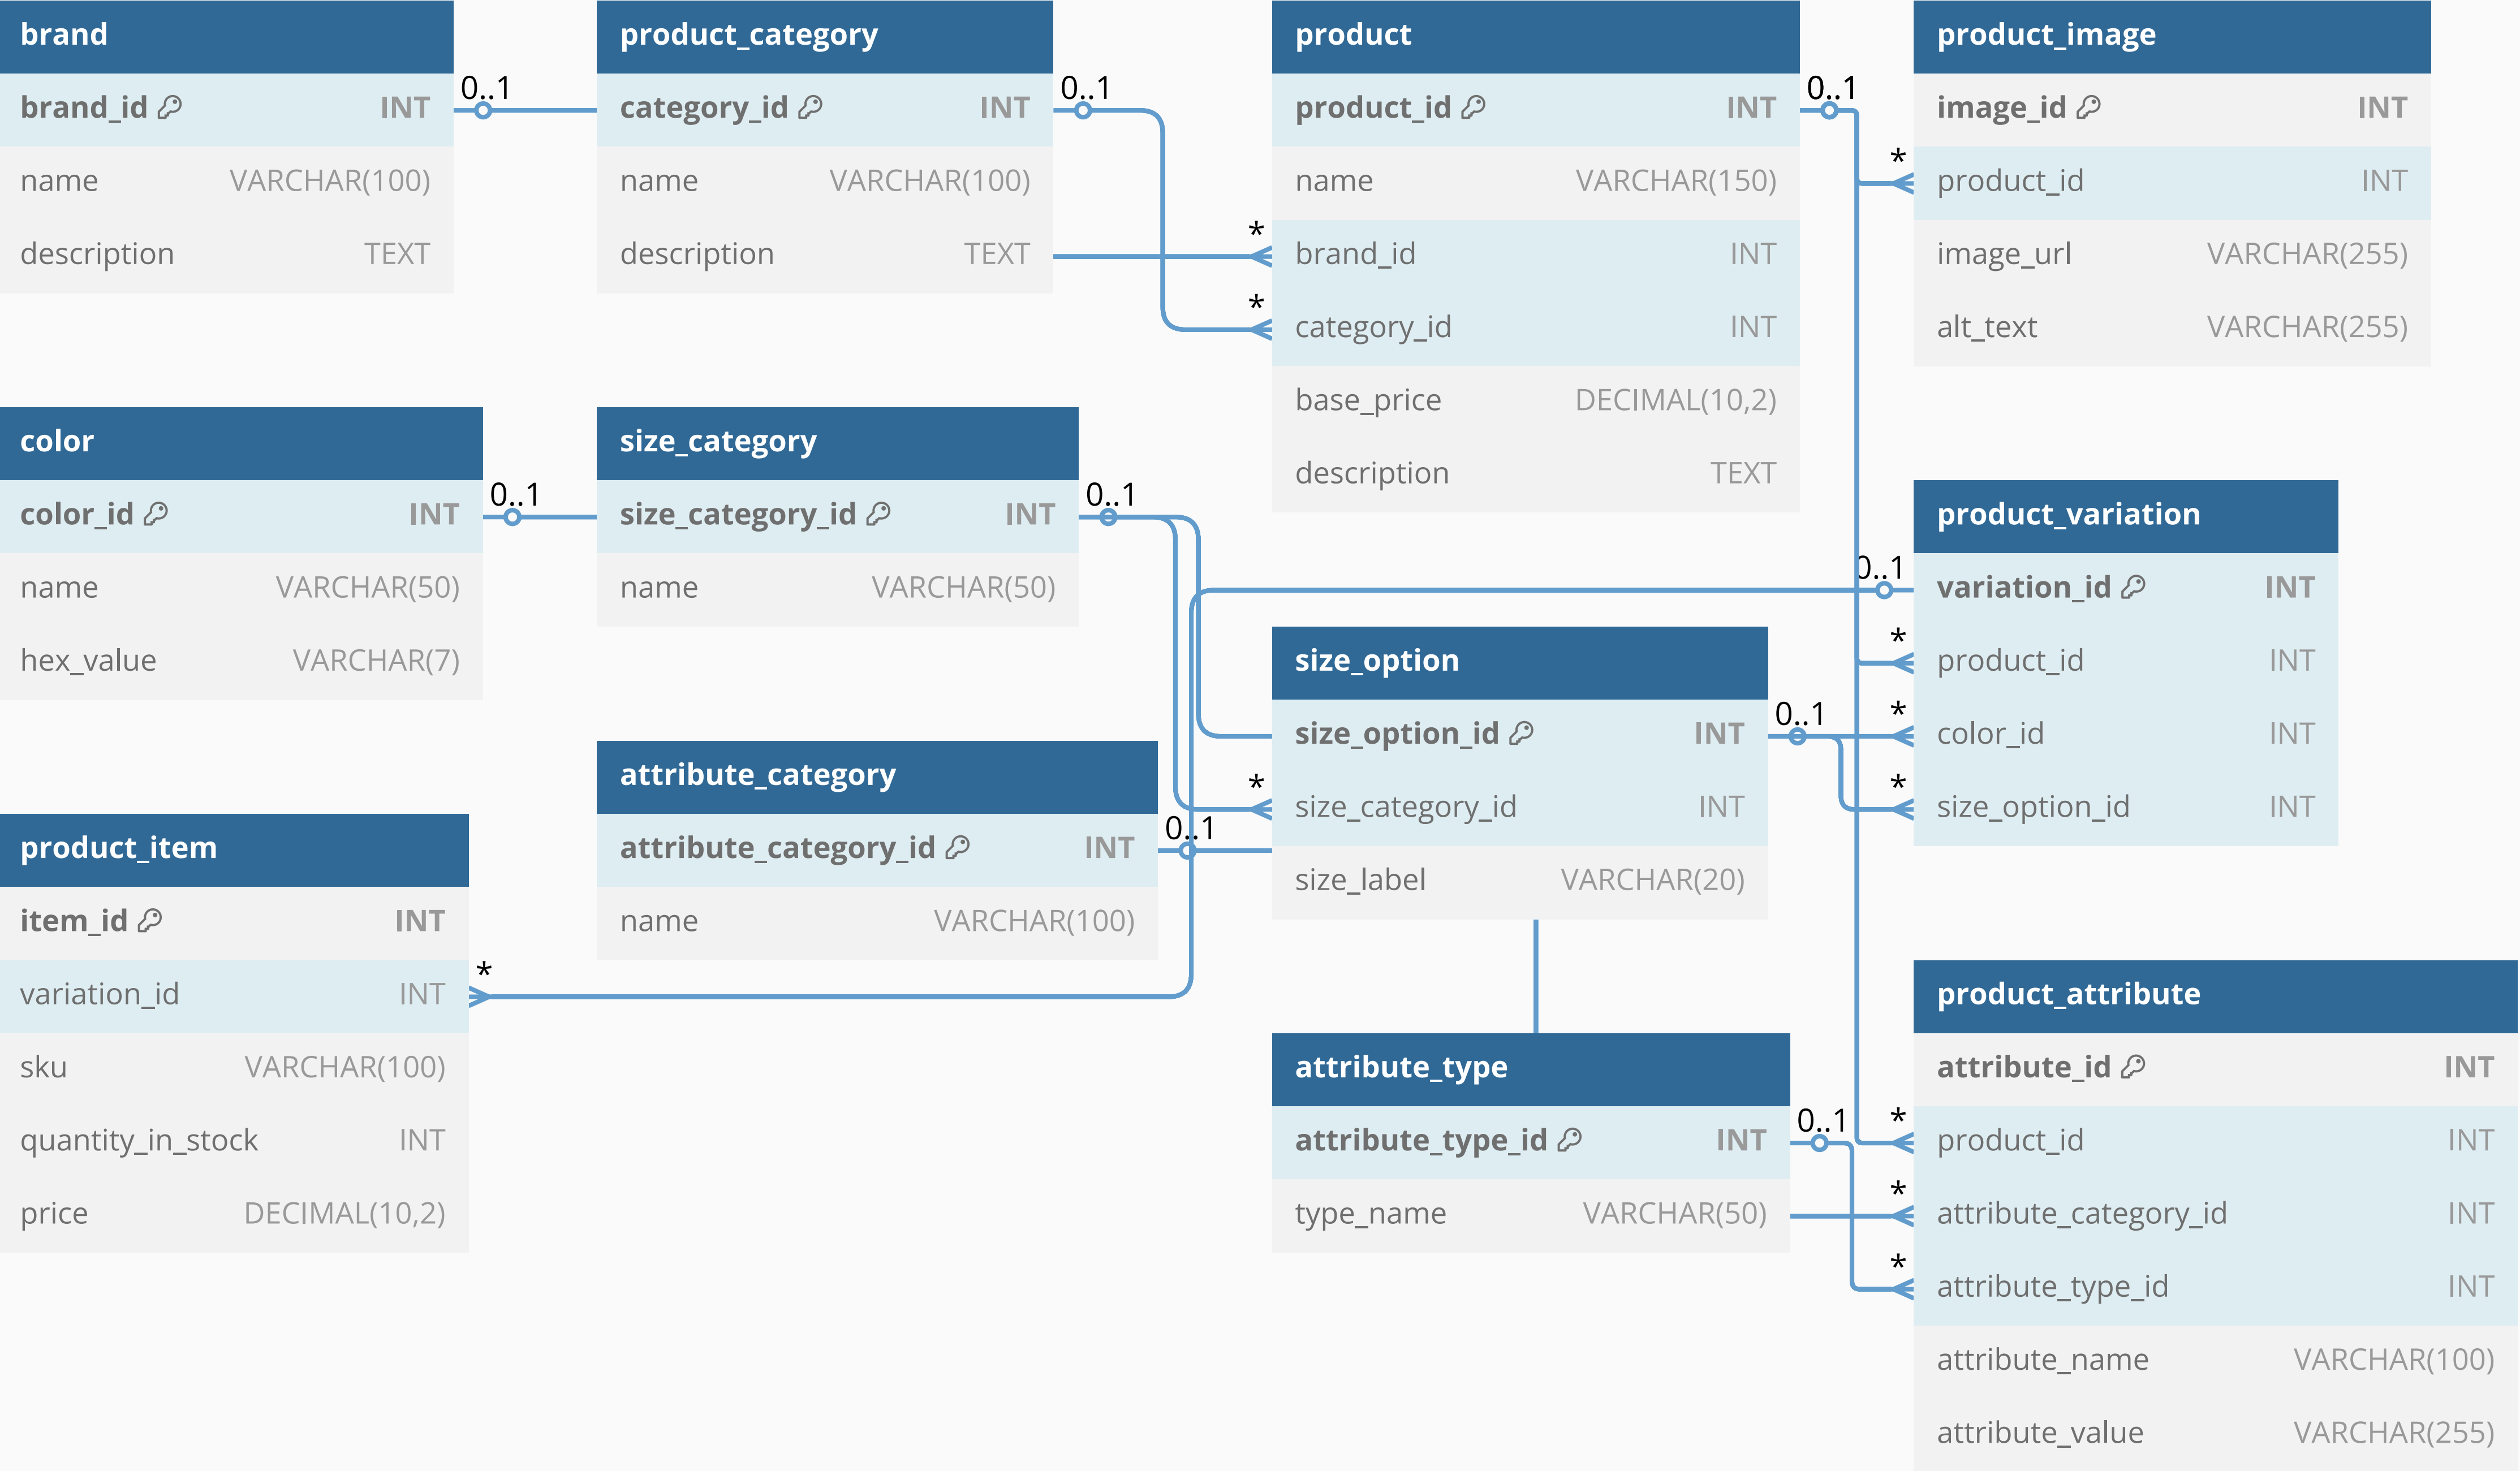 brand
brand_id INT
name VARCHAR(100)
description TEXT
0..1
product_category
category_id INT
name VARCHAR(100)
description TEXT
0..1
*
*
product
product_id INT
name VARCHAR(150)
brand_id INT
category_id INT
base_price DECIMAL(10,2)
description TEXT
0..1
*
product_image
image_id INT
product_id INT
image_url VARCHAR(255)
alt_text VARCHAR(255)
color
color_id INT
name VARCHAR(50)
hex_value VARCHAR(7)
0..1
size_category
size_category_id INT
name VARCHAR(50)
0..1
*
size_option
size_option_id INT
size_category_id INT
size_label VARCHAR(20)
0..1
0..1
*
*
*
product_variation
variation_id INT
product_id INT
color_id INT
size_option_id INT
attribute_category
attribute_category_id INT
name VARCHAR(100)
0..1
product_item
item_id INT
variation_id INT
sku VARCHAR(100)
quantity_in_stock INT
price DECIMAL(10,2)
*
attribute_type
attribute_type_id INT
type_name VARCHAR(50)
0..1
*
*
*
product_attribute
attribute_id INT
product_id INT
attribute_category_id INT
attribute_type_id INT
attribute_name VARCHAR(100)
attribute_value VARCHAR(255)